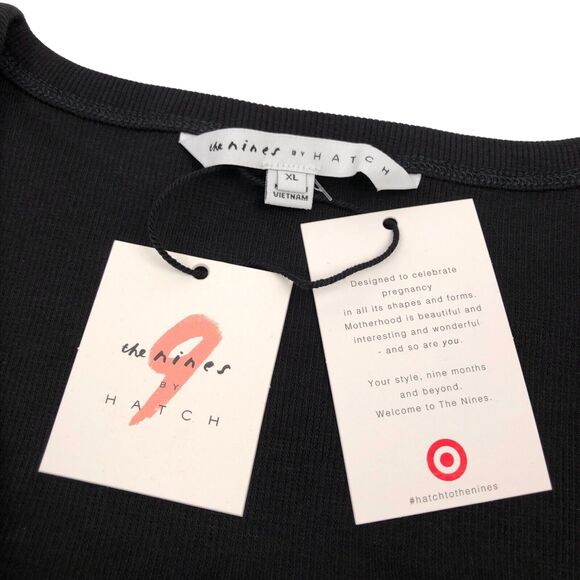 the nines BY HATCH
XL
VIETNAM
9
the nines
BY
HATCH
Designed to celebrate
pregnancy
in all its shapes and forms.
Motherhood is beautiful and
interesting and wonderful
- and so are you.
Your style, nine months
and beyond.
Welcome to The Nines.
#hatchtothenines